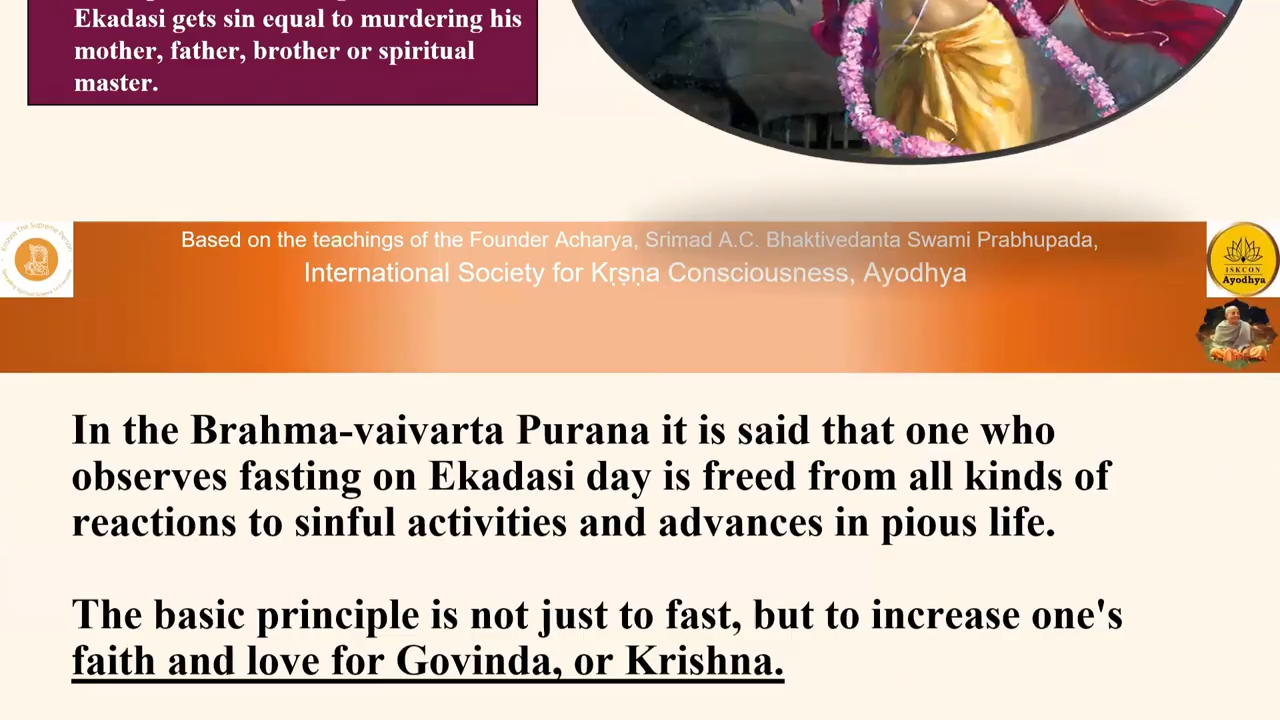 Ekadasi gets sin equal to murdering his
mother, father, brother or spiritual
master.
Based on the teachings of the Founder Acharya, Srimad A.C. Bhaktivedanta Swami Prabhupada,
International Society for Kṛṣṇa Consciousness, Ayodhya
Krishna The Supreme Person
ISKCON
Ayodhya
In the Brahma-vaivarta Purana it is said that one who
observes fasting on Ekadasi day is freed from all kinds of
reactions to sinful activities and advances in pious life.
The basic principle is not just to fast, but to increase one's
faith and love for Govinda, or Krishna.